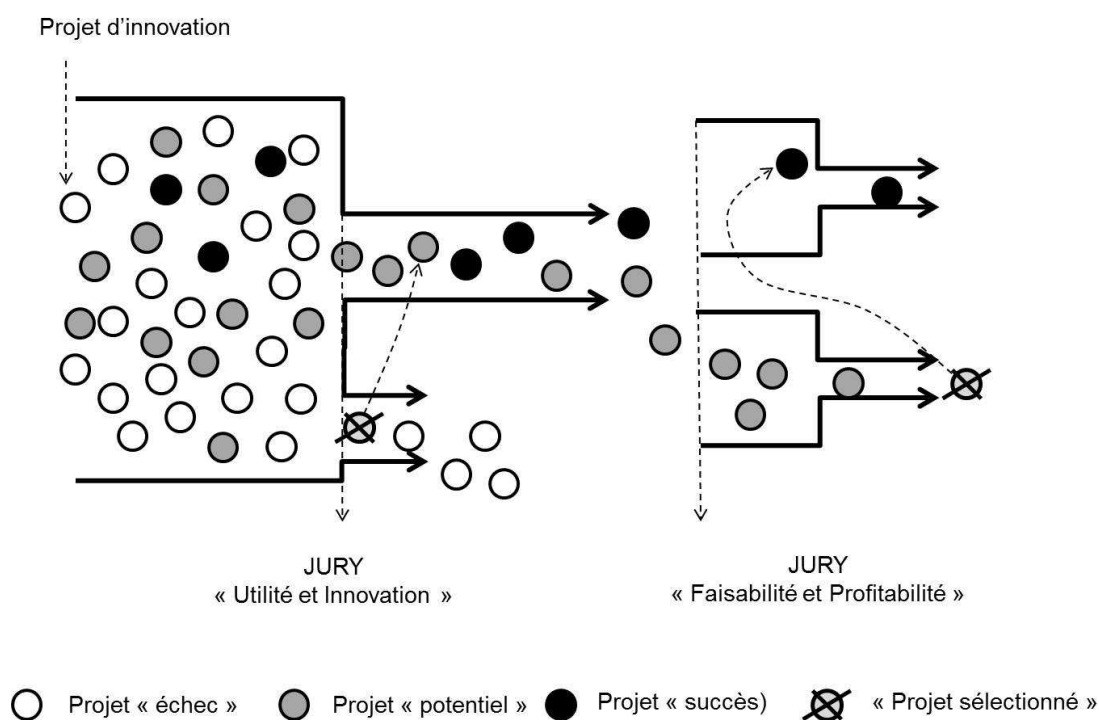 Projet d'innovation
JURY
« Utilité et Innovation »
JURY
« Faisabilité et Profitabilité »
Projet « échec »
Projet « potentiel »
Projet « succès)
« Projet sélectionné »